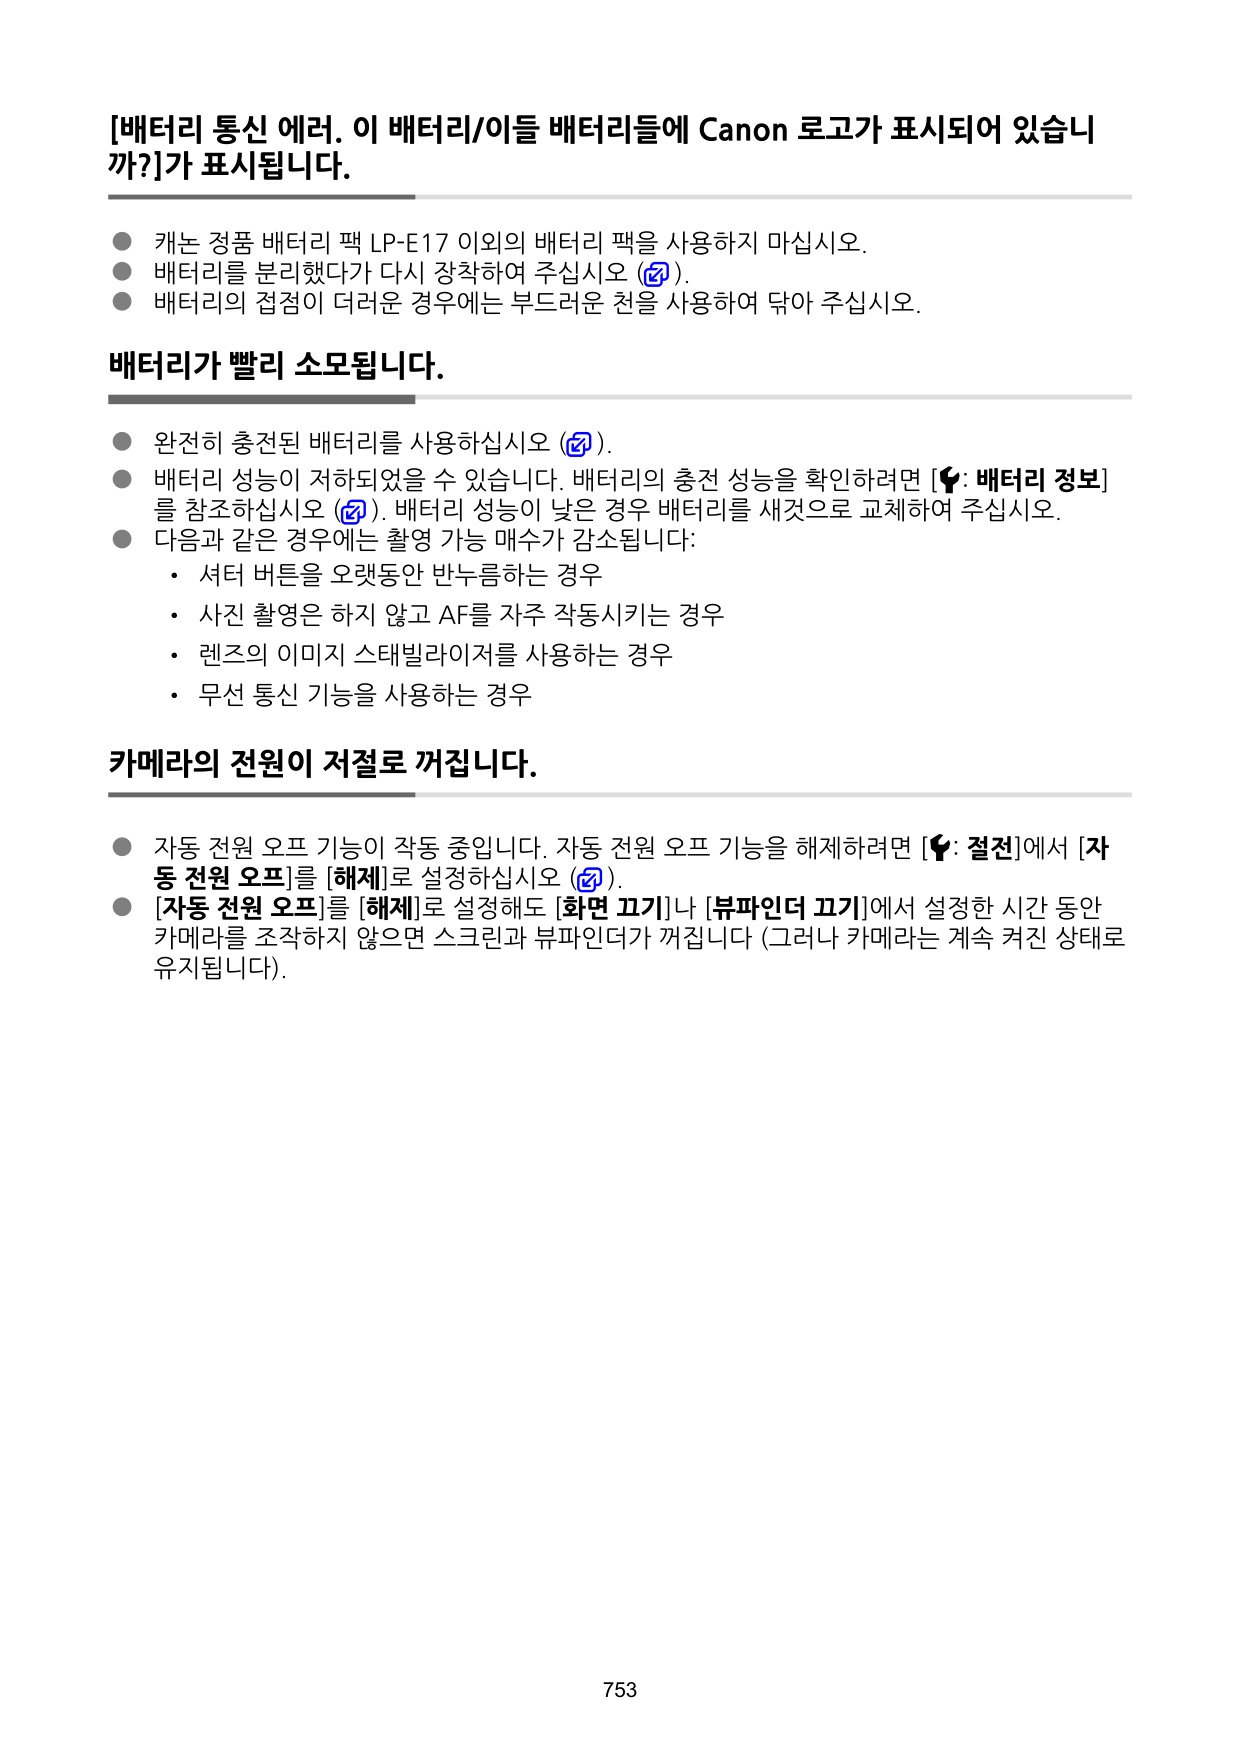 [배터리 통신 에러. 이 배터리/이들 배터리들에 Canon 로고가 표시되어 있습니
까?]가 표시됩니다.
● 캐논 정품 배터리 팩 LP-E17 이외의 배터리 팩을 사용하지 마십시오.
● 배터리를 분리했다가 다시 장착하여 주십시오 ( ).
● 배터리의 접점이 더러운 경우에는 부드러운 천을 사용하여 닦아 주십시오.
배터리가 빨리 소모됩니다.
● 완전히 충전된 배터리를 사용하십시오 ( ).
● 배터리 성능이 저하되었을 수 있습니다. 배터리의 충전 성능을 확인하려면 [ : 배터리 정보]
를 참조하십시오 ( ). 배터리 성능이 낮은 경우 배터리를 새것으로 교체하여 주십시오.
● 다음과 같은 경우에는 촬영 가능 매수가 감소됩니다:
• 셔터 버튼을 오랫동안 반누름하는 경우
• 사진 촬영은 하지 않고 AF를 자주 작동시키는 경우
• 렌즈의 이미지 스태빌라이저를 사용하는 경우
• 무선 통신 기능을 사용하는 경우
카메라의 전원이 저절로 꺼집니다.
● 자동 전원 오프 기능이 작동 중입니다. 자동 전원 오프 기능을 해제하려면 [ : 절전]에서 [자
동 전원 오프]를 [해제]로 설정하십시오 ( ).
● [자동 전원 오프]를 [해제]로 설정해도 [화면 끄기]나 [뷰파인더 끄기]에서 설정한 시간 동안
카메라를 조작하지 않으면 스크린과 뷰파인더가 꺼집니다 (그러나 카메라는 계속 켜진 상태로
유지됩니다).
753